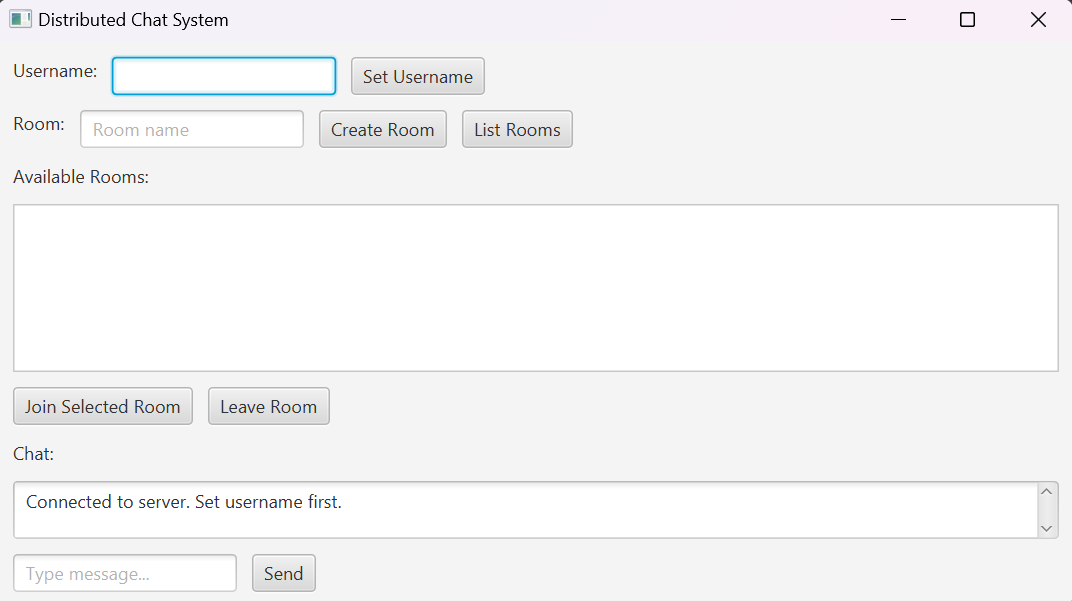 Distributed Chat System
Username: Set Username
Room: Room name Create Room List Rooms
Available Rooms:
Join Selected Room Leave Room
Chat:
Connected to server. Set username first.
Type message... Send